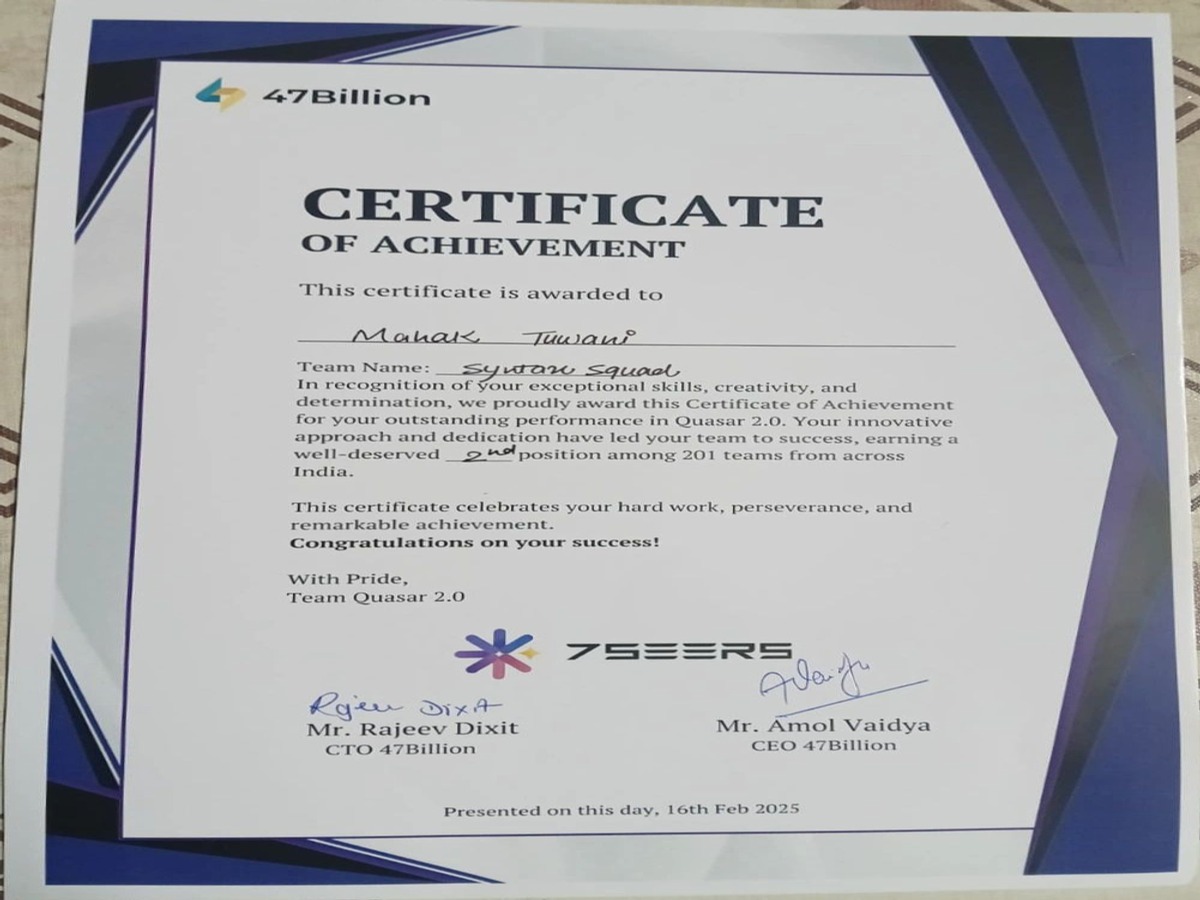 47Billion
CERTIFICATE
OF ACHIEVEMENT
This certificate is awarded to
Mahak Tuwani
Team Name: Syntax Squad
In recognition of your exceptional skills, creativity, and
determination, we proudly award this Certificate of Achievement
for your outstanding performance in Quasar 2.0. Your innovative
approach and dedication have led your team to success, earning a
well-deserved 2nd position among 201 teams from across
India.
This certificate celebrates your hard work, perseverance, and
remarkable achievement.
Congratulations on your success!
With Pride,
Team Quasar 2.0
7SEERS
Rajeev Dixit
Mr. Rajeev Dixit
CTO 47Billion
Mr. Amol Vaidya
CEO 47Billion
Presented on this day, 16th Feb 2025